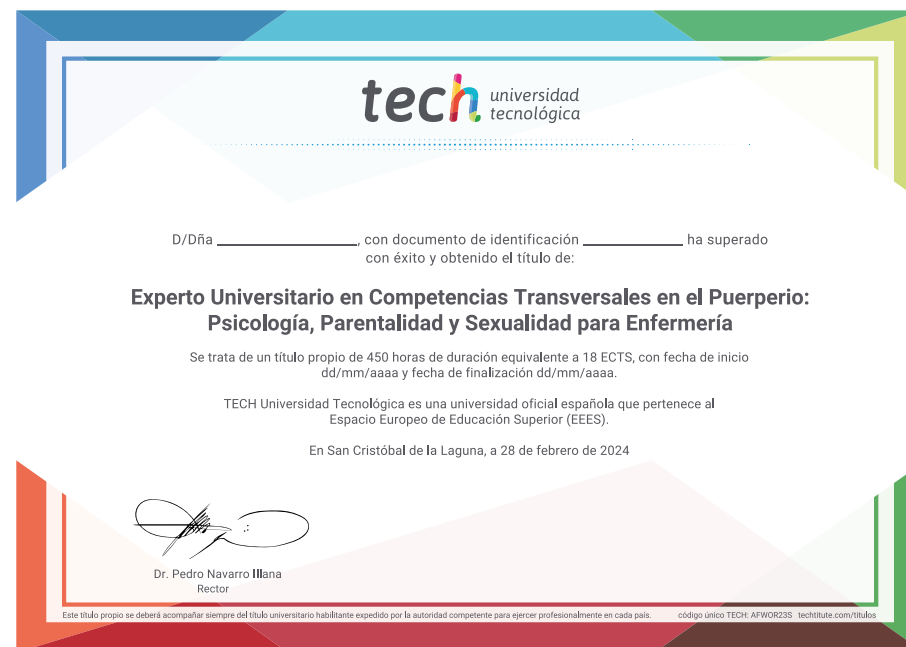 tech universidad
tecnológica
D/Dña ______________, con documento de identificación __________ ha superado
con éxito y obtenido el título de:
Experto Universitario en Competencias Transversales en el Puerperio:
Psicología, Parentalidad y Sexualidad para Enfermería
Se trata de un título propio de 450 horas de duración equivalente a 18 ECTS, con fecha de inicio
dd/mm/aaaa y fecha de finalización dd/mm/aaaa.
TECH Universidad Tecnológica es una universidad oficial española que pertenece al
Espacio Europeo de Educación Superior (EEES).
En San Cristóbal de la Laguna, a 28 de febrero de 2024
Dr. Pedro Navarro Illana
Rector
Este título propio se deberá acompañar siempre del título universitario habilitante expedido por la autoridad competente para ejercer profesionalmente en cada país. código único TECH: AFWOR23S techtitute.com/titulos